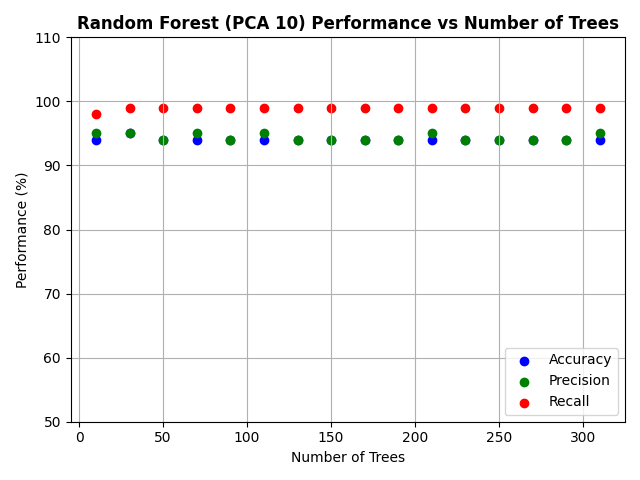 Random Forest (PCA 10) Performance vs Number of Trees
110
100
90
80
70
60
50
Performance (%)
0
50
100
150
200
250
300
Number of Trees
Accuracy
Precision
Recall